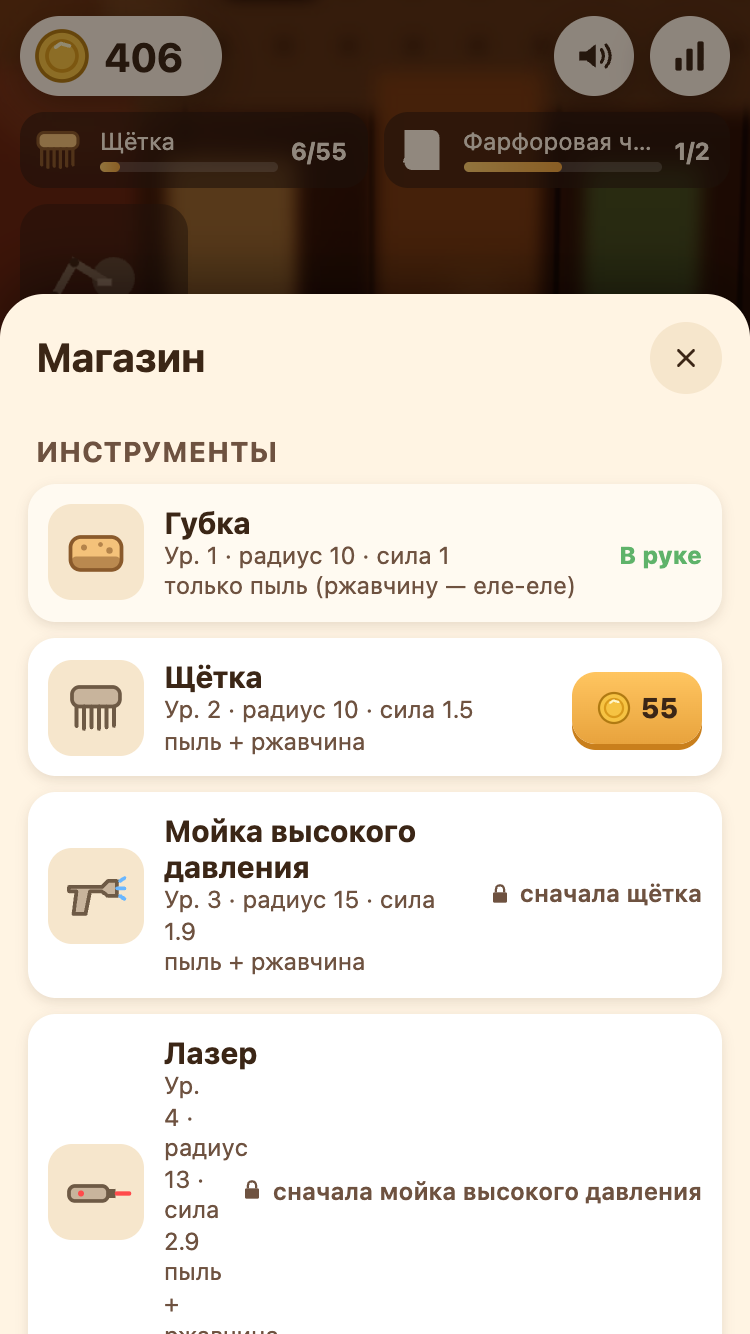 406
Щётка
6/55
Фарфоровая ч...
1/2
Магазин
ИНСТРУМЕНТЫ
Губка
Ур. 1 · радиус 10 · сила 1
только пыль (ржавчину — еле-еле)
В руке
Щётка
Ур. 2 · радиус 10 · сила 1.5
пыль + ржавчина
55
Мойка высокого
давления
Ур. 3 · радиус 15 · сила
1.9
пыль + ржавчина
сначала щётка
Лазер
Ур.
4 ·
радиус
13 ·
сила
2.9
пыль
+
ржавчина
сначала мойка высокого давления